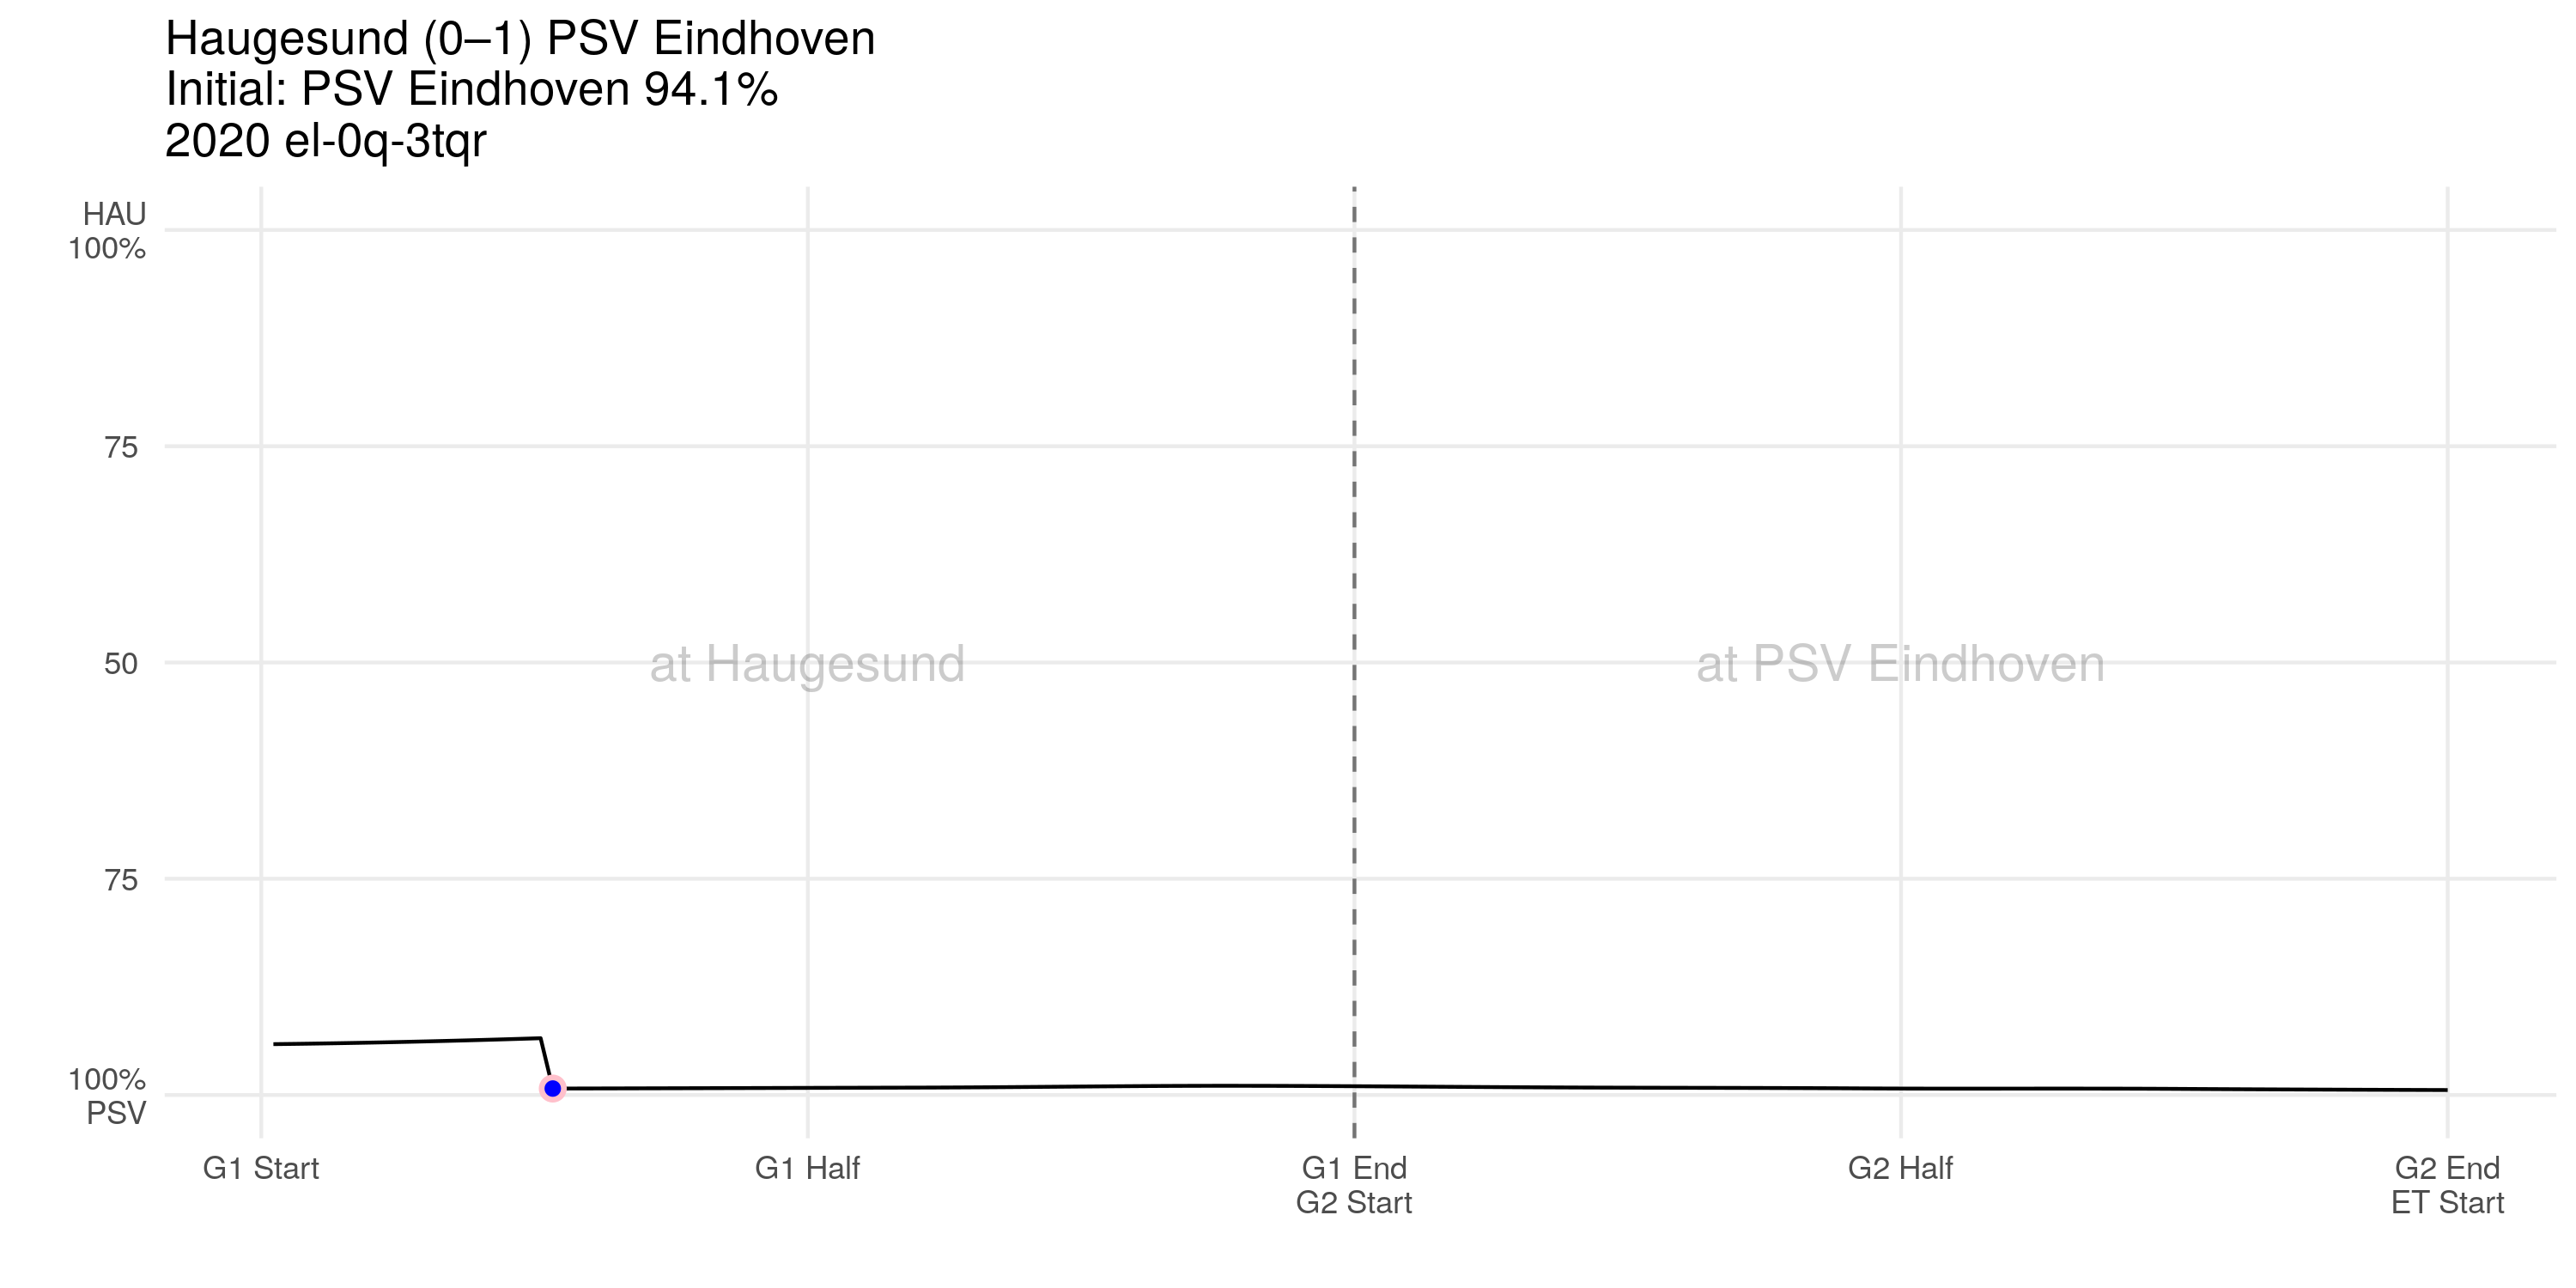 Haugesund (0–1) PSV Eindhoven
Initial: PSV Eindhoven 94.1%
2020 el-0q-3tqr
HAU
100%
75
50
75
100%
PSV
at Haugesund
at PSV Eindhoven
G1 Start
G1 Half
G1 End
G2 Start
G2 Half
G2 End
ET Start